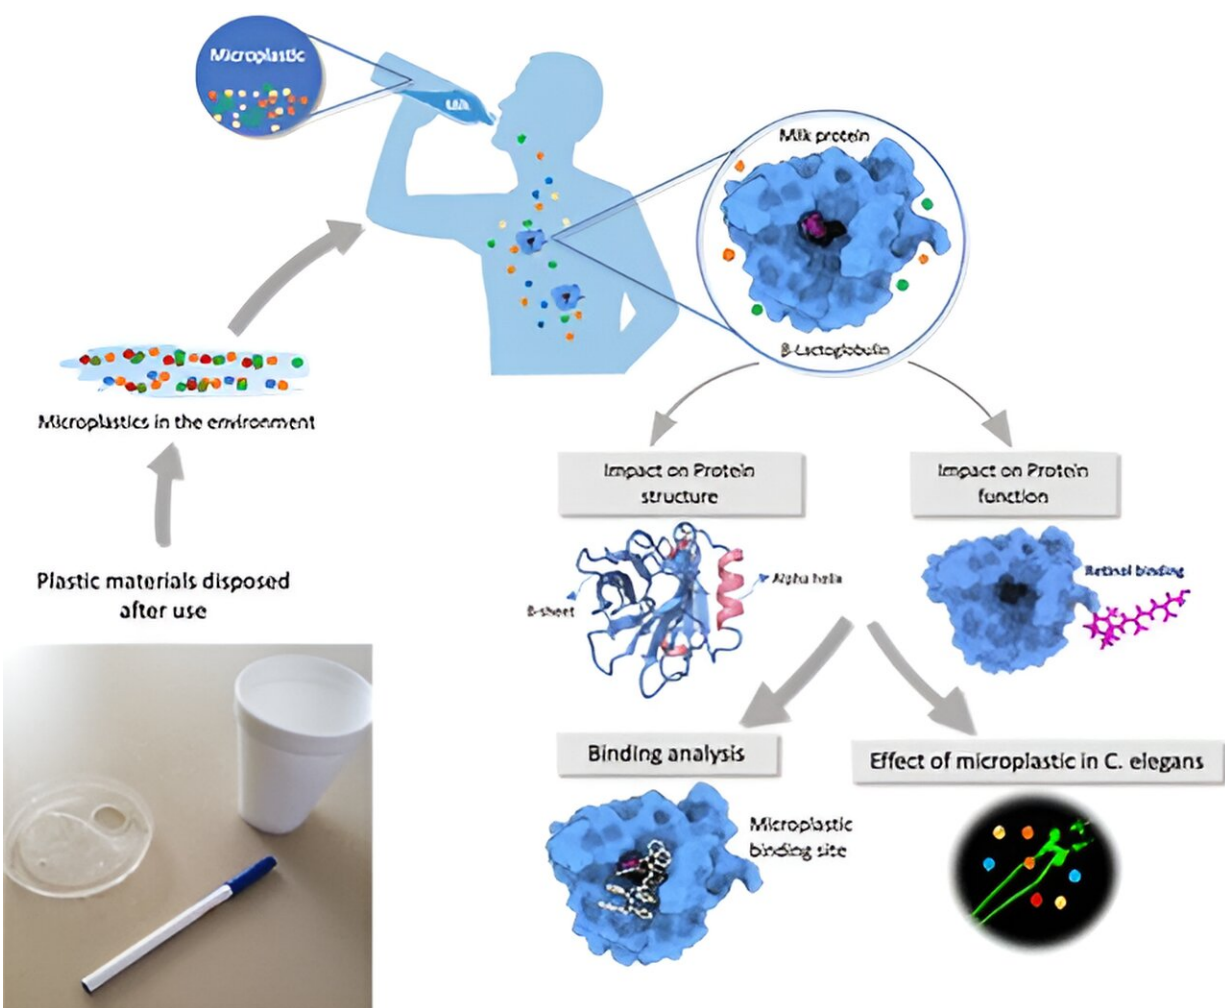 Microplastic
Milk protein
β-Lactoglobulin
Microplastics in the environment
Plastic materials disposed
after use
Impact on Protein
structure
Impact on Protein
function
β-sheet
Alpha helix
Retinol binding
Binding analysis
Effect of microplastic in C. elegans
Microplastic
binding site